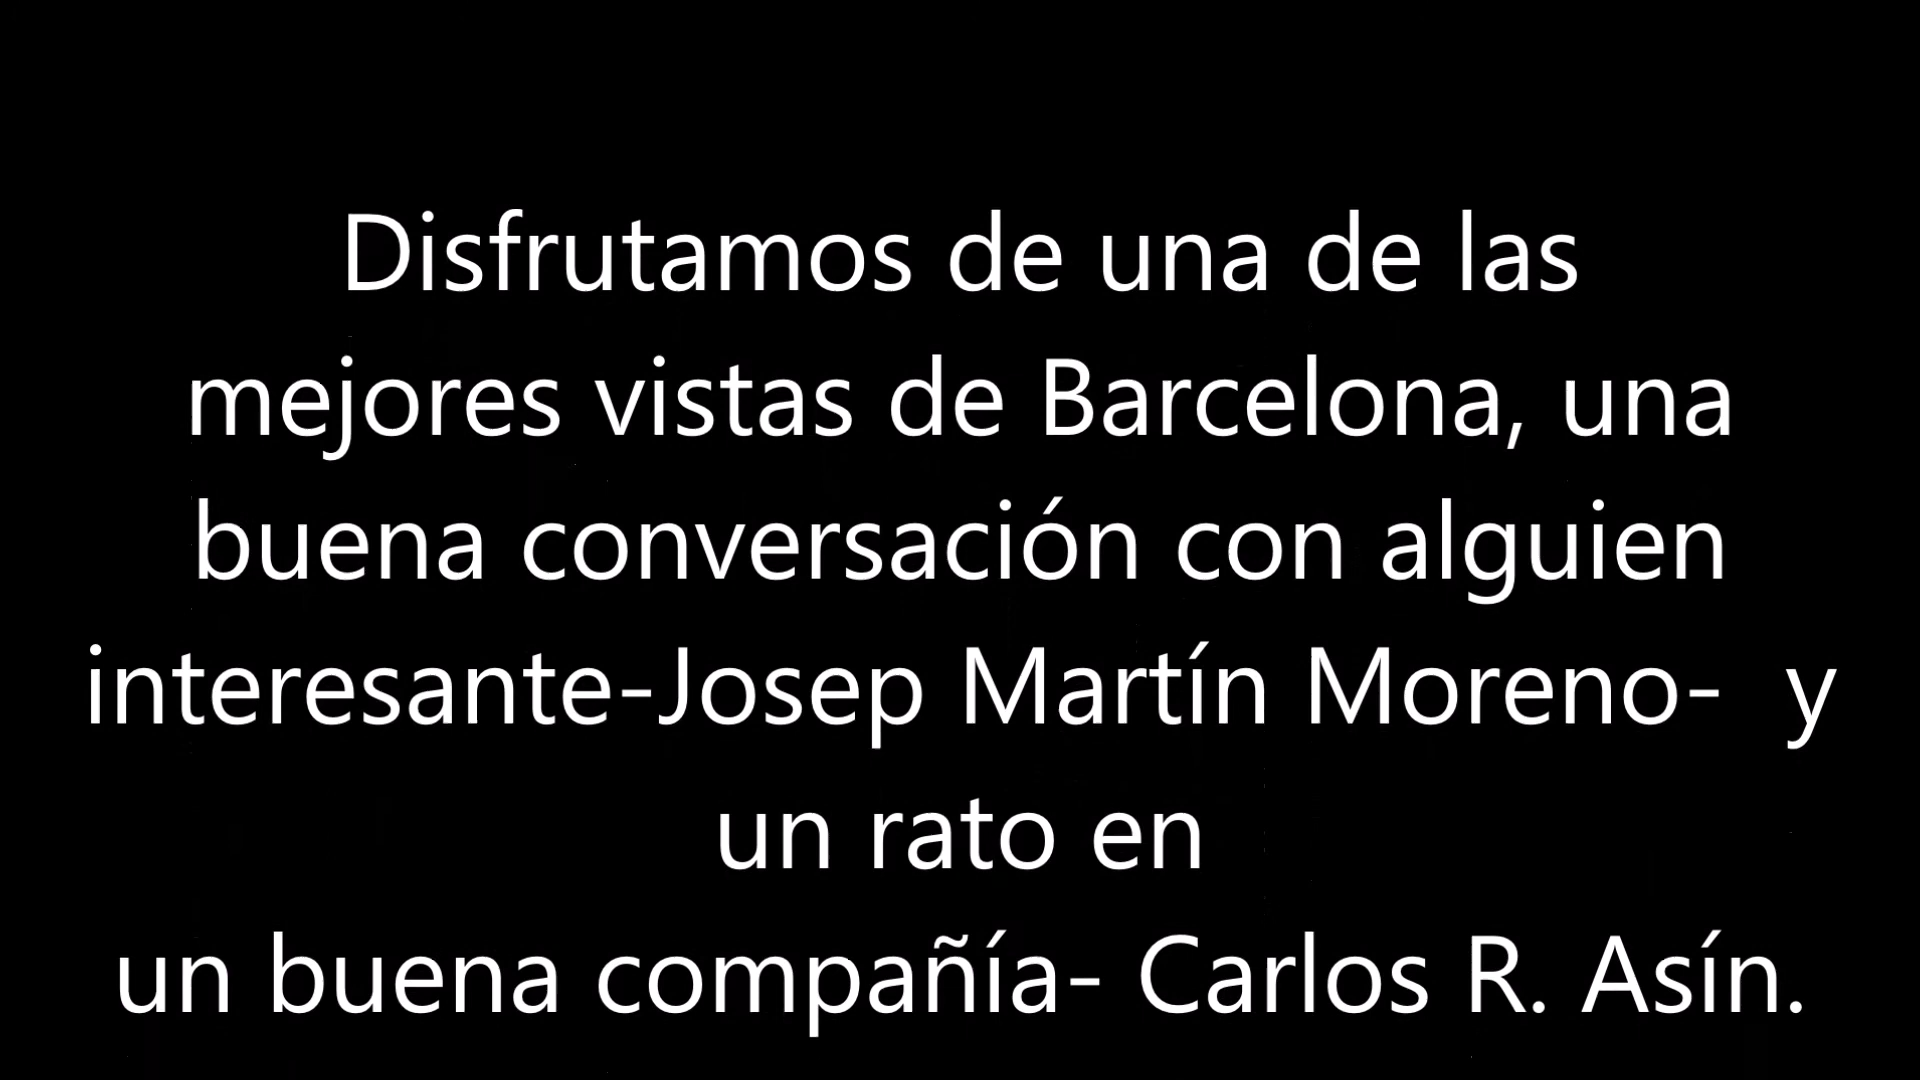 Disfrutamos de una de las
mejores vistas de Barcelona, una
buena conversación con alguien
interesante-Josep Martín Moreno-  y
un rato en
un buena compañía- Carlos R. Asín.